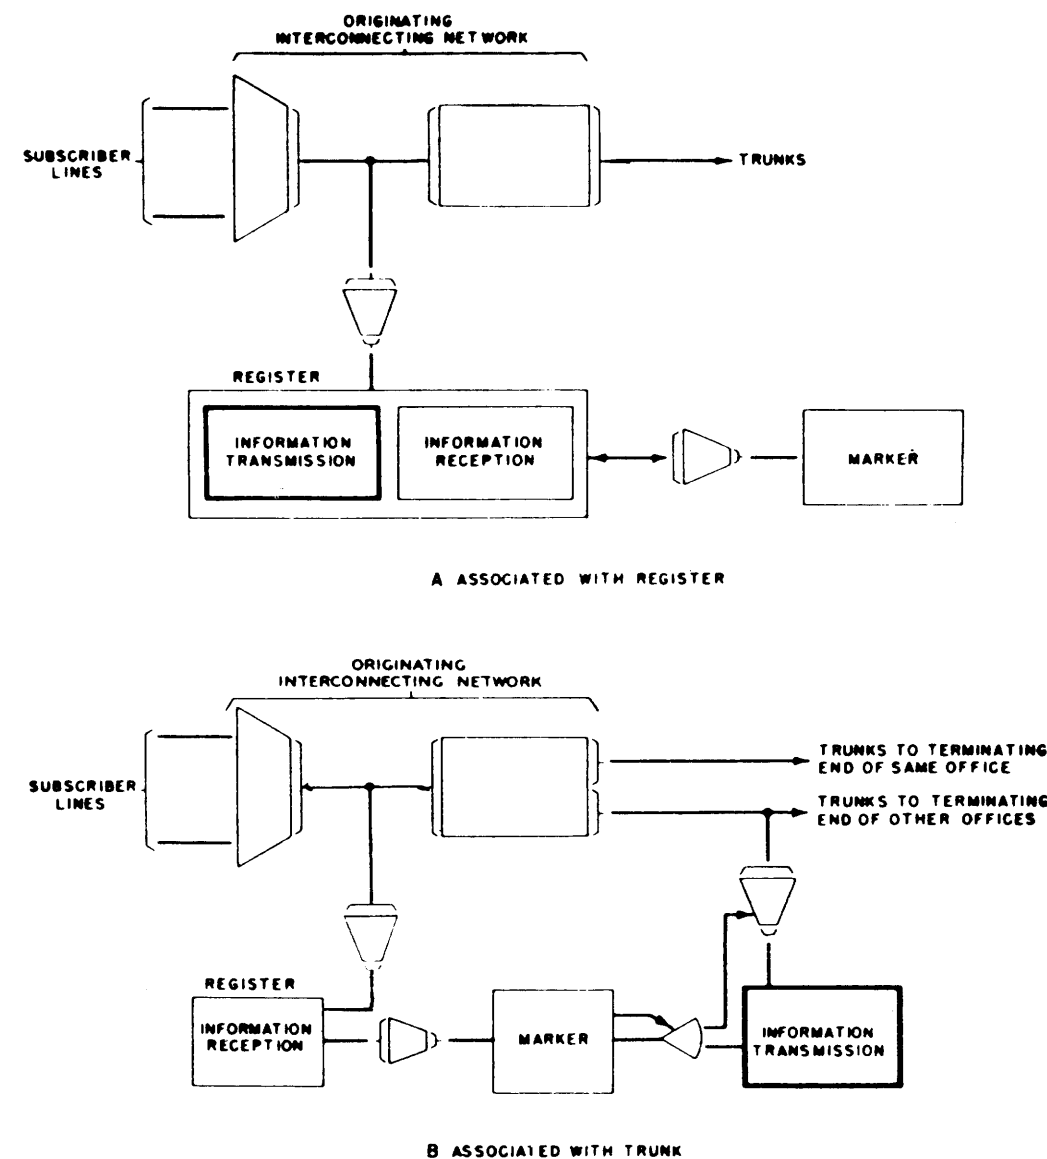 ORIGINATING
INTERCONNECTING NETWORK
SUBSCRIBER
LINES
TRUNKS
REGISTER
INFORMATION
TRANSMISSION
INFORMATION
RECEPTION
MARKER
A ASSOCIATED WITH REGISTER
ORIGINATING
INTERCONNECTING NETWORK
SUBSCRIBER
LINES
TRUNKS TO TERMINATING
END OF SAME OFFICE
TRUNKS TO TERMINATING
END OF OTHER OFFICES
REGISTER
INFORMATION
RECEPTION
MARKER
INFORMATION
TRANSMISSION
B ASSOCIATED WITH TRUNK